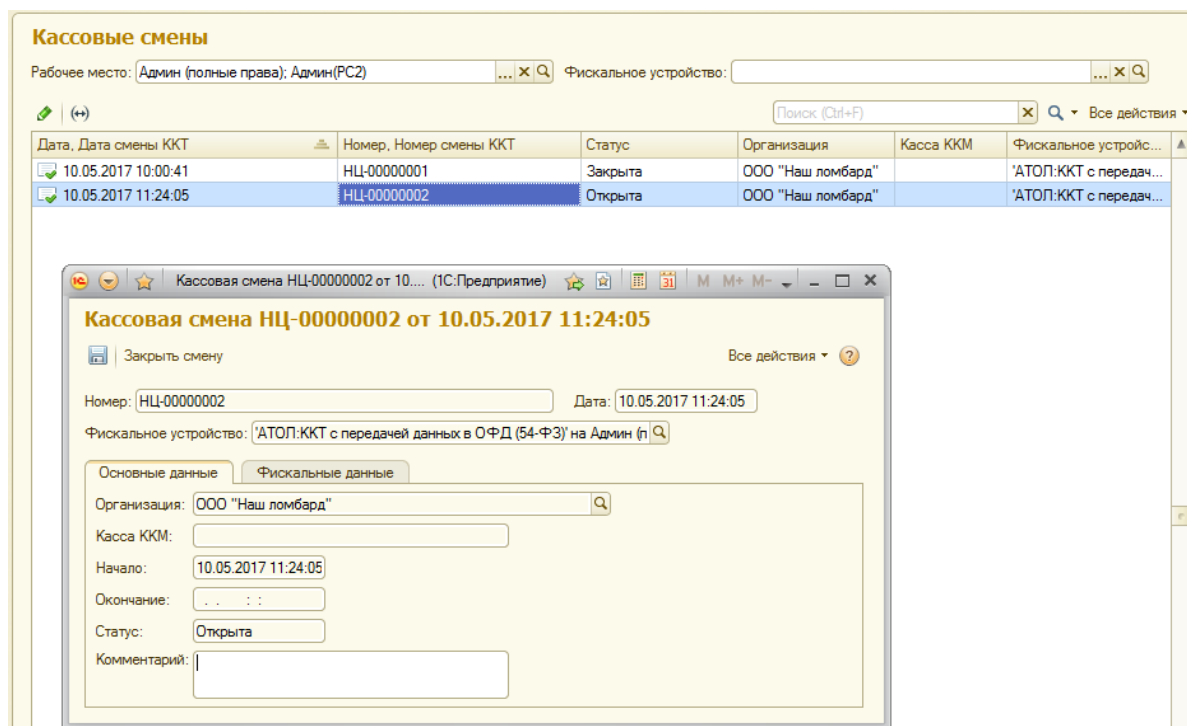 Кассовые смены
Рабочее место: Админ (полные права); Админ(PC2) ... Фискальное устройство: ...
Поиск (Ctrl+F) Все действия
Дата, Дата смены ККТ Номер, Номер смены ККТ Статус Организация Касса ККМ Фискальное устройс...
10.05.2017 10:00:41 НЦ-00000001 Закрыта ООО "Наш ломбард" 'АТОЛ:ККТ с передач...
10.05.2017 11:24:05 НЦ-00000002 Открыта ООО "Наш ломбард" 'АТОЛ:ККТ с передач...
1С Кассовая смена НЦ-00000002 от 10.... (1С:Предприятие) 31 M M+ M-
Кассовая смена НЦ-00000002 от 10.05.2017 11:24:05
Закрыть смену Все действия ?
Номер: НЦ-00000002 Дата: 10.05.2017 11:24:05
Фискальное устройство: 'АТОЛ:ККТ с передачей данных в ОФД (54-ФЗ)' на Админ (п
Основные данные Фискальные данные
Организация: ООО "Наш ломбард"
Касса ККМ:
Начало: 10.05.2017 11:24:05
Окончание: . . : :
Статус: Открыта
Комментарий: